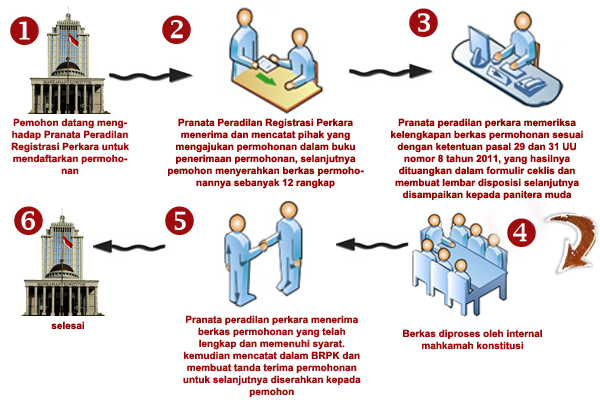 1
Pemohon datang meng-
hadap Pranata Peradilan
Registrasi Perkara untuk
mendaftarkan permoho-
nan
2
Pranata Peradilan Registrasi Perkara
menerima dan mencatat pihak yang
mengajukan permohonan dalam buku
penerimaan permohonan, selanjutnya
pemohon menyerahkan berkas permoho-
nannya sebanyak 12 rangkap
3
Pranata peradilan perkara memeriksa
kelengkapan berkas permohonan sesuai
dengan ketentuan pasal 29 dan 31 UU
nomor 8 tahun 2011, yang hasilnya
dituangkan dalam formulir ceklis dan
membuat lembar disposisi selanjutnya
disampaikan kepada panitera muda
4
Berkas diproses oleh internal
mahkamah konstitusi
5
Pranata peradilan perkara menerima
berkas permohonan yang telah
lengkap dan memenuhi syarat.
kemudian mencatat dalam BRPK dan
membuat tanda terima permohonan
untuk selanjutnya diserahkan kepada
pemohon
6
selesai